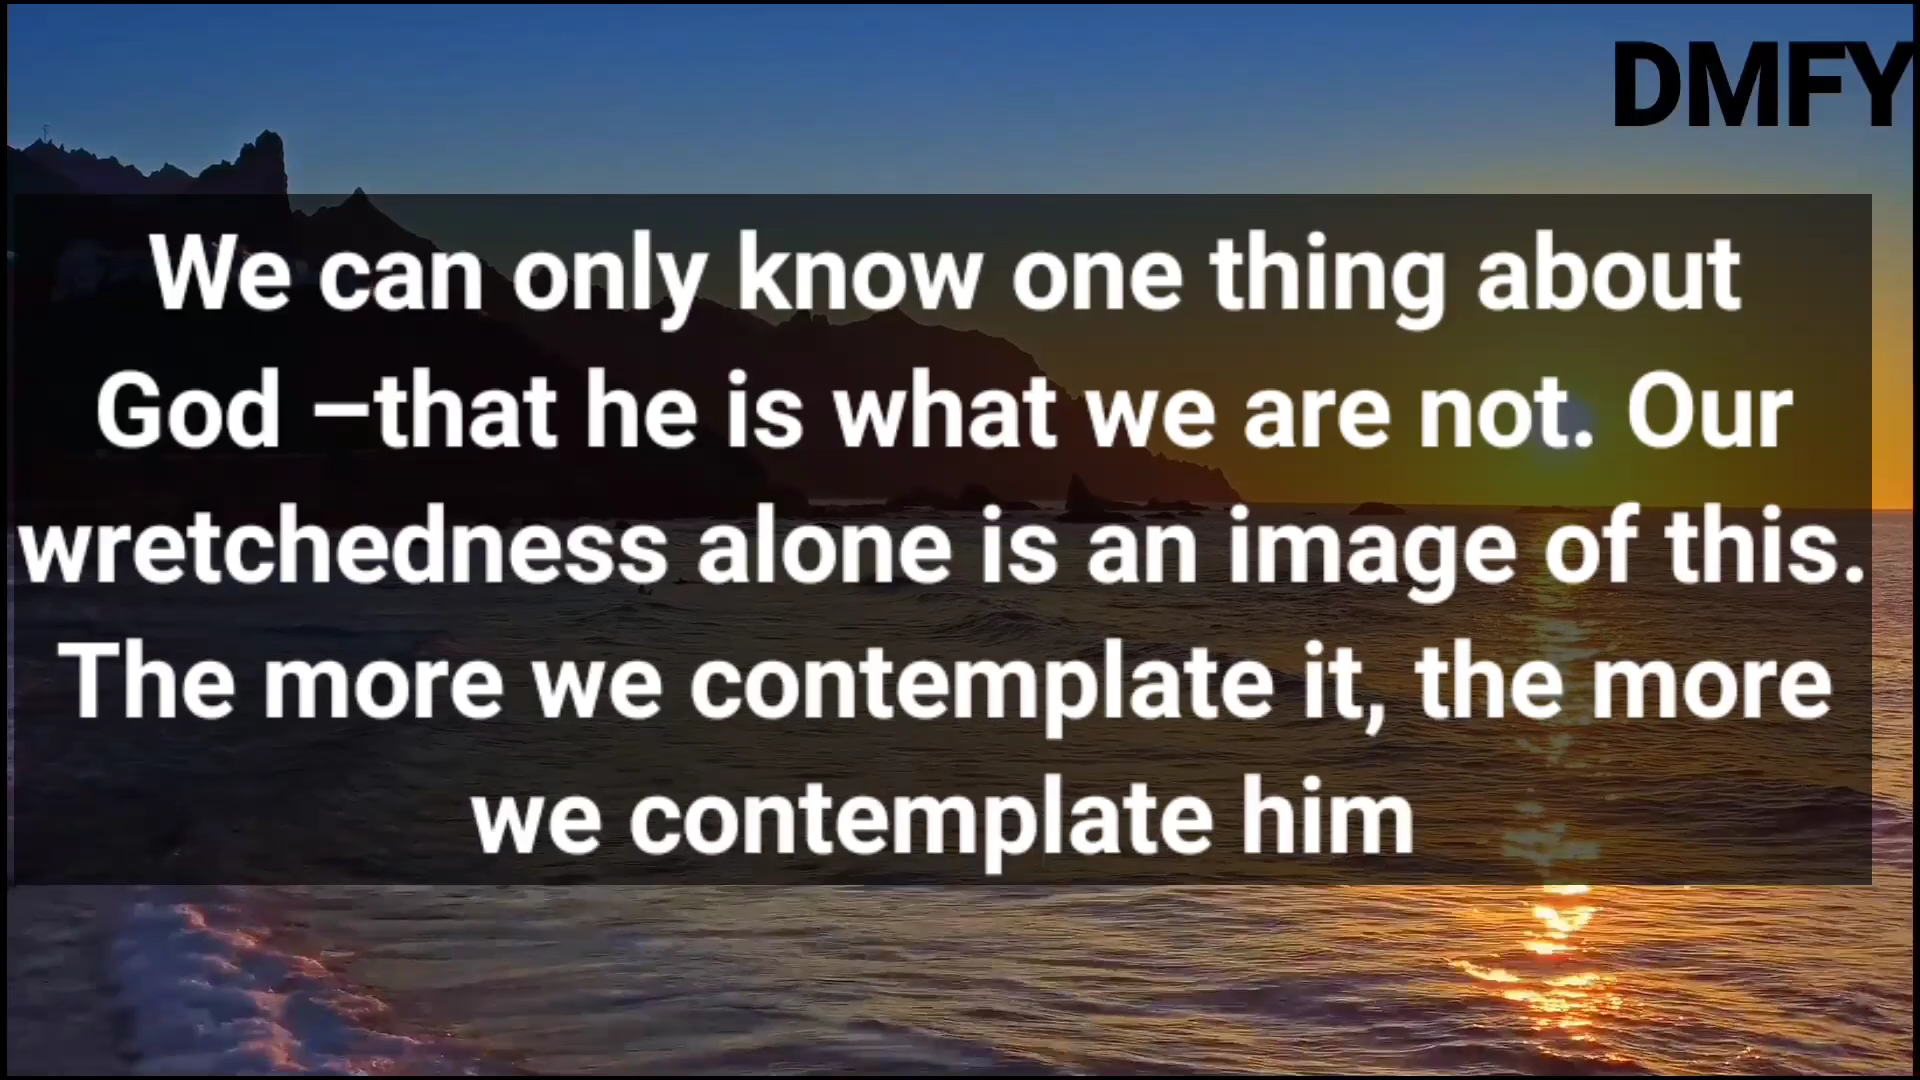 DMFY
We can only know one thing about
God –that he is what we are not. Our
wretchedness alone is an image of this.
The more we contemplate it, the more
we contemplate him